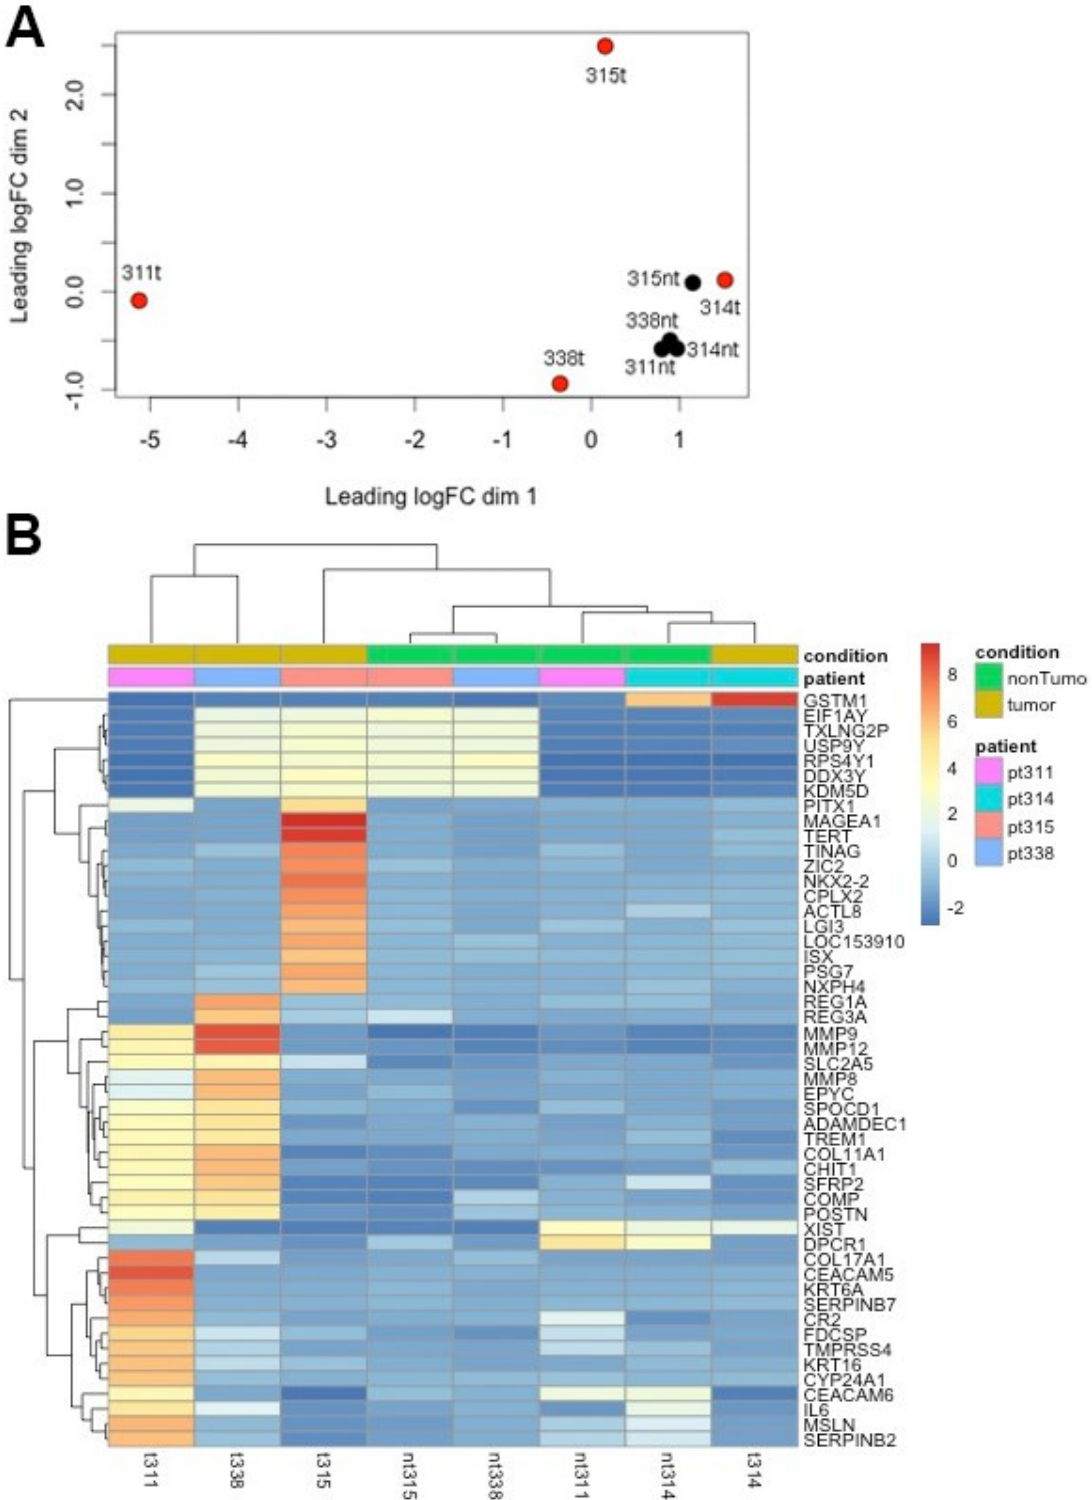 A
2.0
1.0
0.0
-1.0
Leading logFC dim 2
315t
311t
315nt
314t
338nt
314nt
311nt
338t
-5 -4 -3 -2 -1 0 1
Leading logFC dim 1
B
condition
patient
GSTM1
EIF1AY
TXLNG2P
USP9Y
RPS4Y1
DDX3Y
KDM5D
PITX1
MAGEA1
TERT
TINAG
ZIC2
NKX2-2
CPLX2
ACTL8
LGI3
LOC153910
ISX
PSG7
NXPH4
REG1A
REG3A
MMP9
MMP12
SLC2A5
MMP8
EPYC
SPOCD1
ADAMDEC1
TREM1
COL11A1
CHIT1
SFRP2
COMP
POSTN
XIST
DPCR1
COL17A1
CEACAM5
KRT6A
SERPINB7
CR2
FDCSP
TMPRSS4
KRT16
CYP24A1
CEACAM6
IL6
MSLN
SERPINB2
t311 t338 t315 nt315 nt338 nt311 nt314 t314
8
6
4
2
0
-2
condition
nonTumo
tumor
patient
pt311
pt314
pt315
pt338